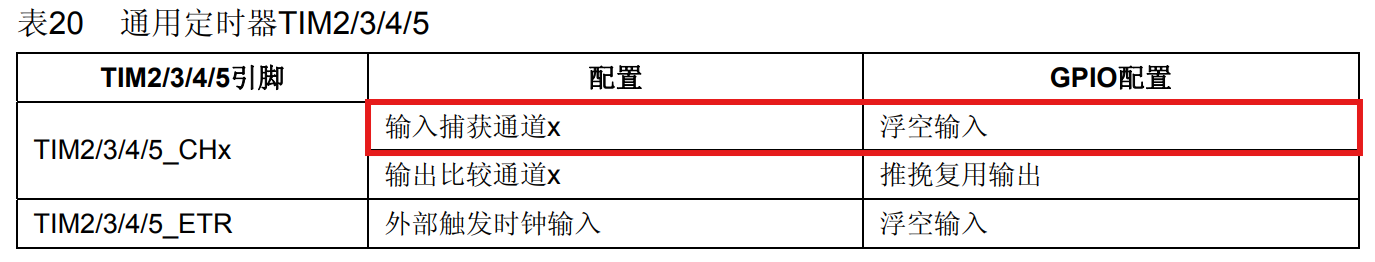 表20 通用定时器TIM2/3/4/5
TIM2/3/4/5引脚 配置 GPIO配置
TIM2/3/4/5_CHx 输入捕获通道x 浮空输入
输出比较通道x 推挽复用输出
TIM2/3/4/5_ETR 外部触发时钟输入 浮空输入